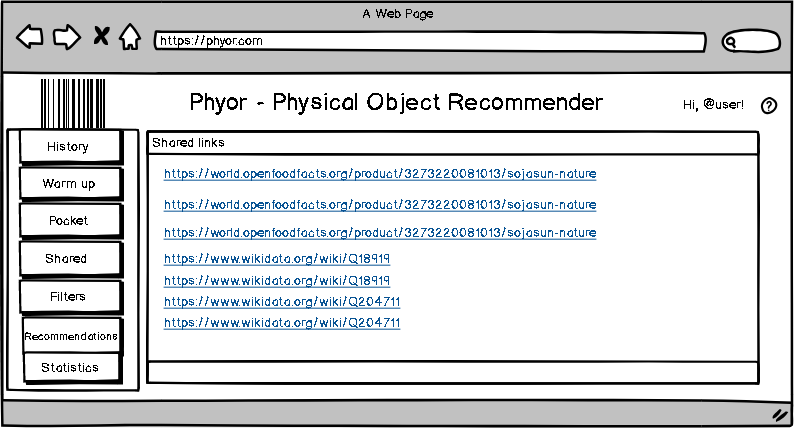 A Web Page
https://phyor.com
Phyor - Physical Object Recommender
Hi, @user!
?
History
Warm up
Pocket
Shared
Filters
Recommendations
Statistics
Shared links
https://world.openfoodfacts.org/product/3273220081013/sojasun-nature
https://world.openfoodfacts.org/product/3273220081013/sojasun-nature
https://world.openfoodfacts.org/product/3273220081013/sojasun-nature
https://www.wikidata.org/wiki/Q18919
https://www.wikidata.org/wiki/Q18919
https://www.wikidata.org/wiki/Q204711
https://www.wikidata.org/wiki/Q204711